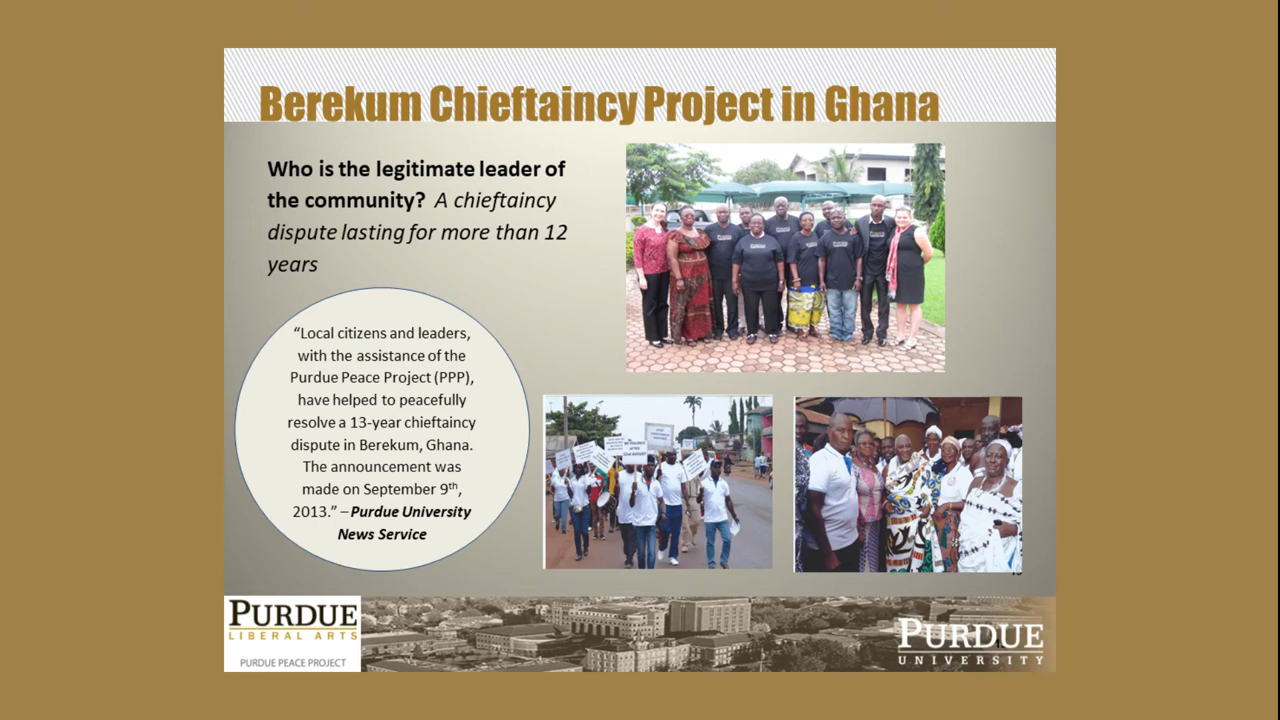 Berekum Chieftaincy Project in Ghana
Who is the legitimate leader of
the community? A chieftaincy
dispute lasting for more than 12
years
“Local citizens and leaders,
with the assistance of the
Purdue Peace Project (PPP),
have helped to peacefully
resolve a 13-year chieftaincy
dispute in Berekum, Ghana.
The announcement was
made on September 9th,
2013.” – Purdue University
News Service
PURDUE
LIBERAL ARTS
PURDUE PEACE PROJECT
PURDUE
UNIVERSITY